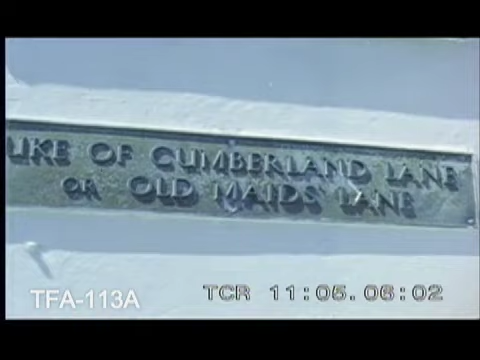 UKE OF CUMBERLAND LANE
OR OLD MAIDS LANE
TFA-113A
TCR 11:05.06:02